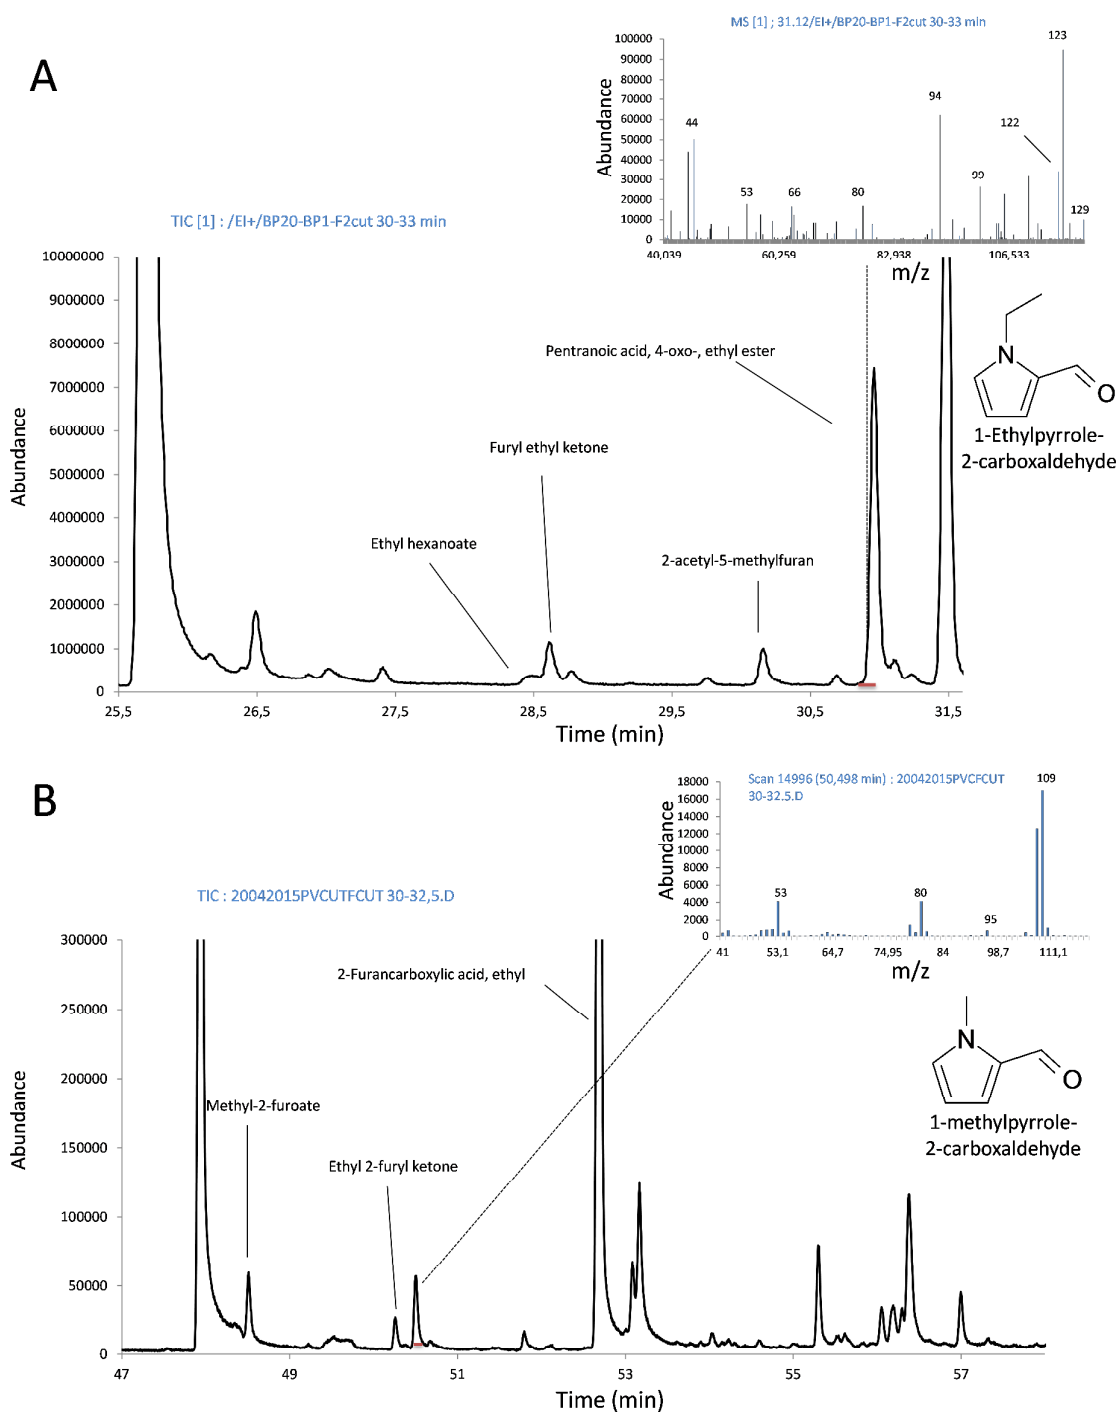 A
MS [1] ; 31.12/EI+/BP20-BP1-F2cut 30-33 min
100000
90000
80000
70000
60000
50000
40000
30000
20000
10000
0
Abundance
44
53
66
80
94
99
122
123
129
40,039
60,259
82,938
106,533
m/z
TIC [1] : /EI+/BP20-BP1-F2cut 30-33 min
10000000
9000000
8000000
7000000
6000000
5000000
4000000
3000000
2000000
1000000
0
Abundance
Pentranoic acid, 4-oxo-, ethyl ester
Furyl ethyl ketone
Ethyl hexanoate
2-acetyl-5-methylfuran
N
O
1-Ethylpyrrole-
2-carboxaldehyde
25,5
26,5
27,5
28,5
29,5
30,5
31,5
Time (min)
B
Scan 14996 (50,498 min) : 20042015PVCFCUT
30-32.5.D
18000
16000
14000
12000
10000
8000
6000
4000
2000
0
Abundance
53
80
95
109
41
53,1
64,7
74,95
84
98,7
111,1
m/z
TIC : 20042015PVCUTFCUT 30-32,5.D
300000
250000
200000
150000
100000
50000
0
Abundance
2-Furancarboxylic acid, ethyl
Methyl-2-furoate
Ethyl 2-furyl ketone
N
O
1-methylpyrrole-
2-carboxaldehyde
47
49
51
53
55
57
Time (min)